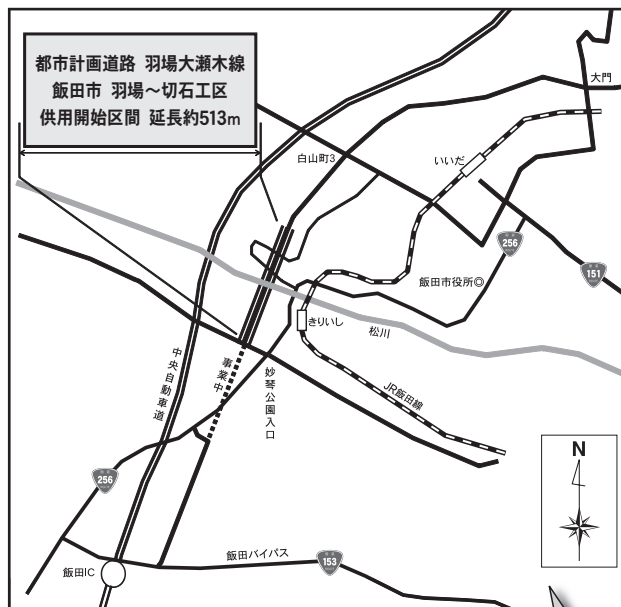 都市計画道路 羽場大瀬木線
飯田市 羽場～切石工区
供用開始区間 延長約513m
大門
白山町3
いいだ
256
飯田市役所◎
151
きりいし
松川
中央自動車道
事業中
妙琴公園入口
JR飯田線
N
256
飯田バイパス
153
飯田IC